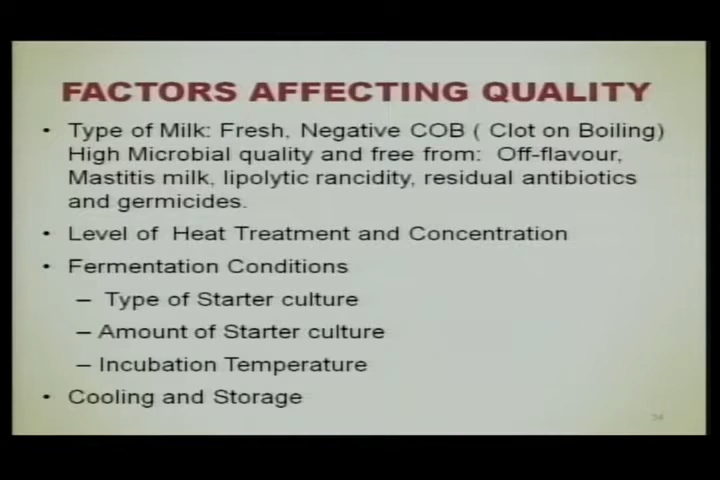 FACTORS AFFECTING QUALITY
• Type of Milk: Fresh, Negative COB ( Clot on Boiling)
High Microbial quality and free from: Off-flavour,
Mastitis milk, lipolytic rancidity, residual antibiotics
and germicides.
• Level of Heat Treatment and Concentration
• Fermentation Conditions
– Type of Starter culture
– Amount of Starter culture
– Incubation Temperature
• Cooling and Storage